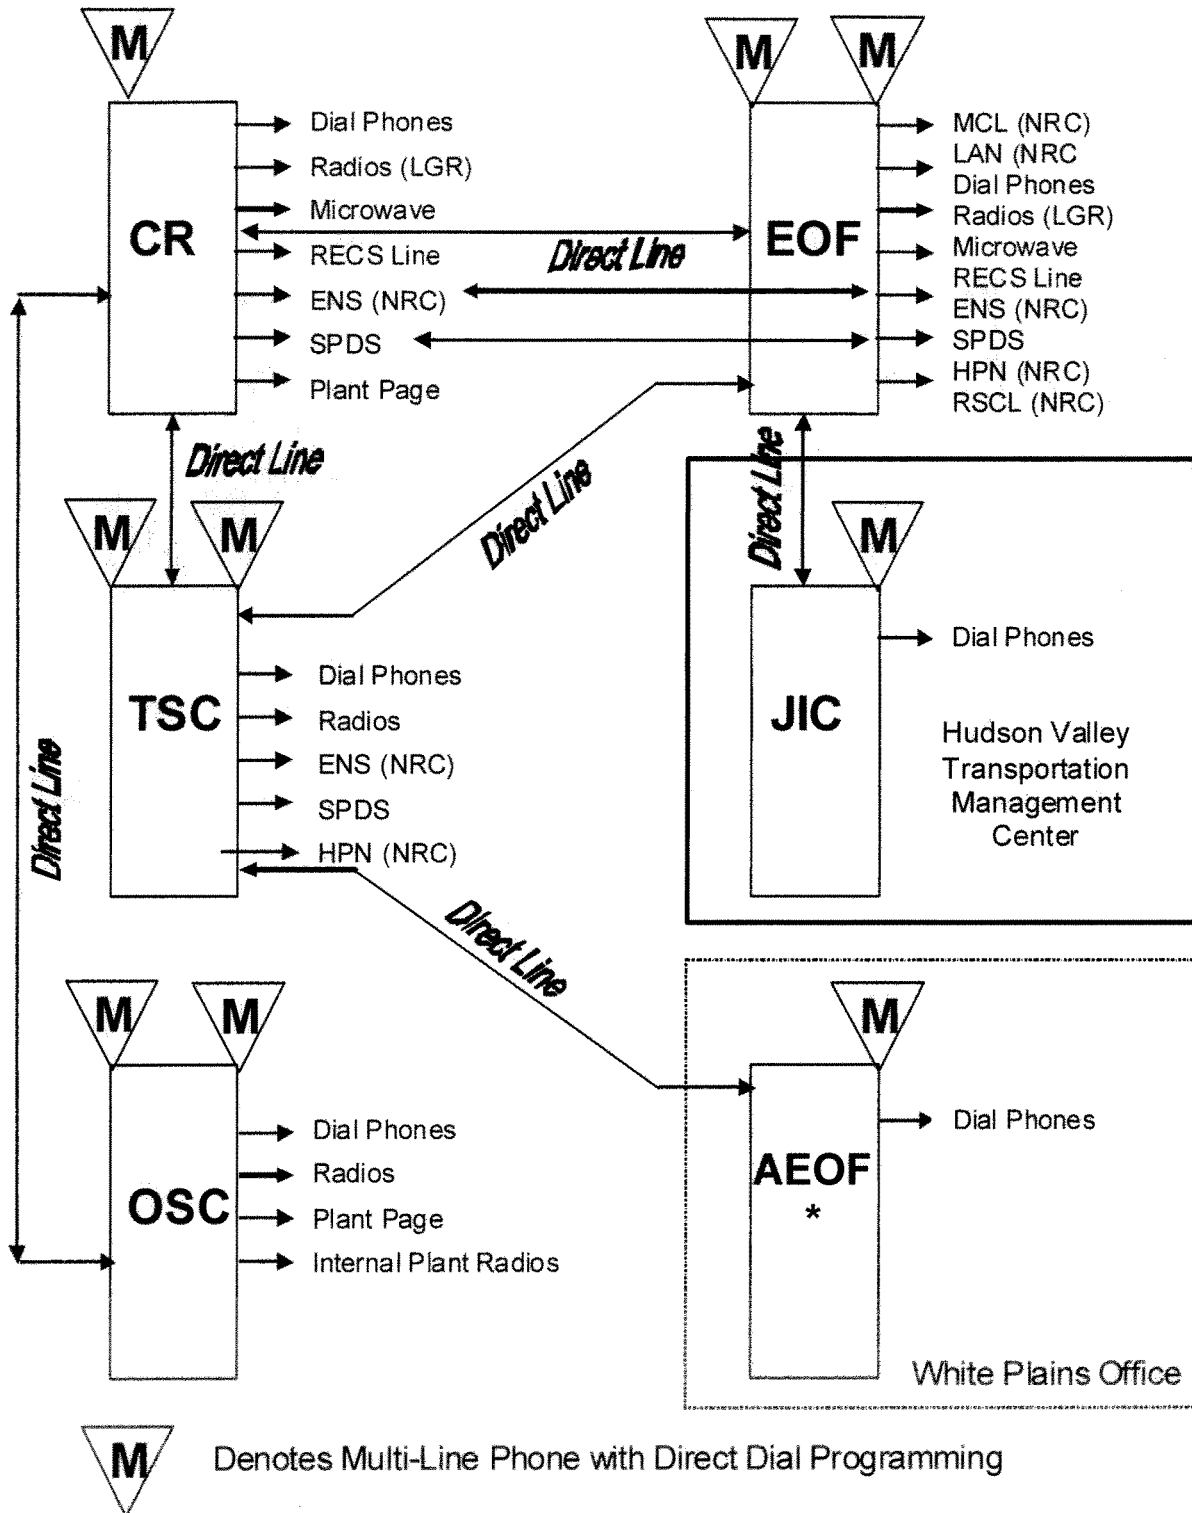 M
M
M
CR
Dial Phones
Radios (LGR)
Microwave
RECS Line
ENS (NRC)
SPDS
Plant Page
Direct Line
EOF
MCL (NRC)
LAN (NRC
Dial Phones
Radios (LGR)
Microwave
RECS Line
ENS (NRC)
SPDS
HPN (NRC)
RSCL (NRC)
Direct Line
Direct Line
Direct Line
M
M
M
TSC
Dial Phones
Radios
ENS (NRC)
SPDS
HPN (NRC)
JIC
Dial Phones
Hudson Valley
Transportation
Management
Center
Direct Line
Direct Line
M
M
M
OSC
Dial Phones
Radios
Plant Page
Internal Plant Radios
AEOF
*
Dial Phones
White Plains Office
M
Denotes Multi-Line Phone with Direct Dial Programming